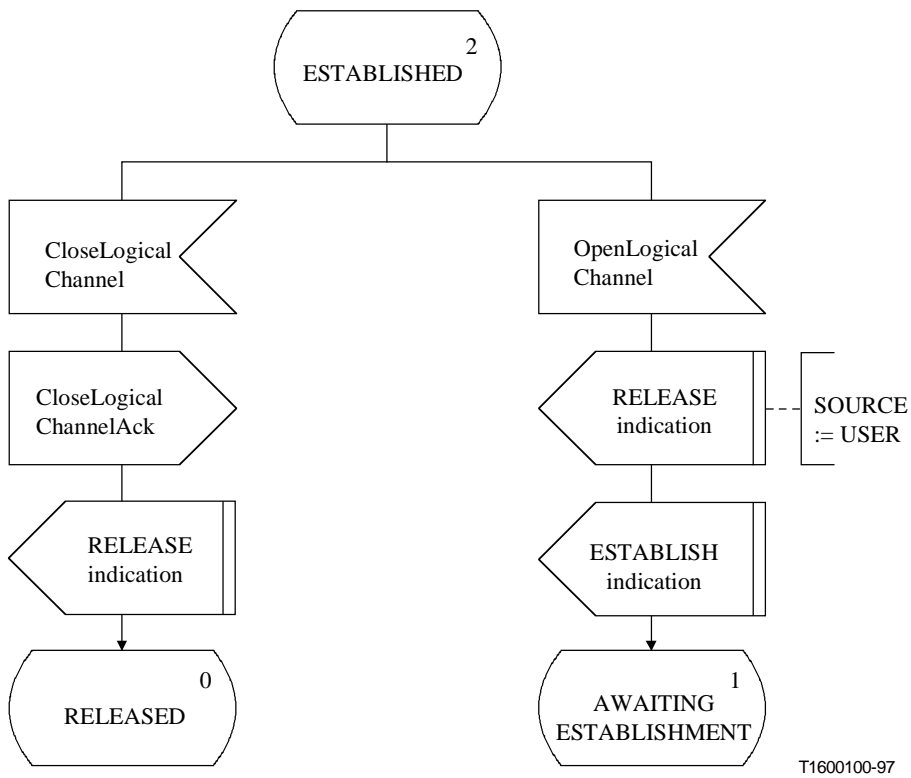 2
ESTABLISHED
CloseLogical
Channel
OpenLogical
Channel
CloseLogical
ChannelAck
RELEASE
indication
SOURCE
:= USER
RELEASE
indication
ESTABLISH
indication
0
RELEASED
1
AWAITING
ESTABLISHMENT
T1600100-97